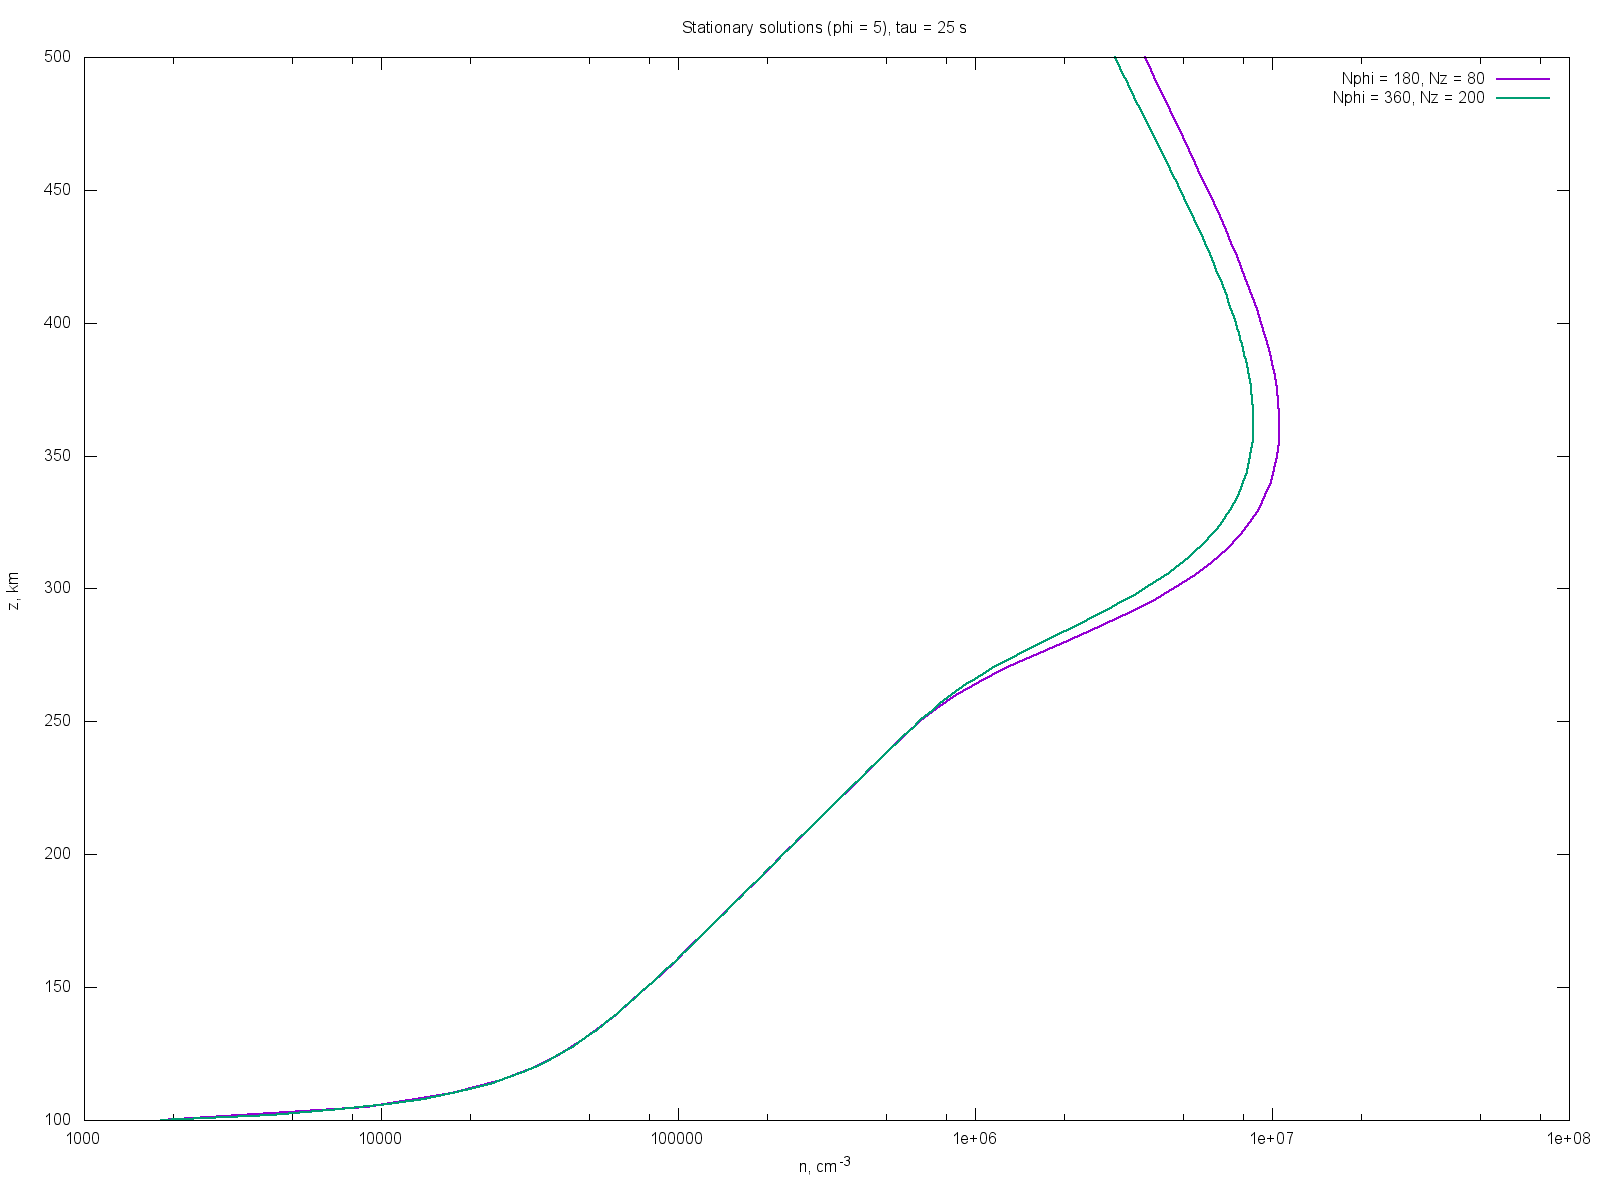 Stationary solutions (phi = 5), tau = 25 s
Nphi = 180, Nz = 80
Nphi = 360, Nz = 200
500
450
400
350
300
250
200
150
100
z, km
1000
10000
100000
1e+06
1e+07
1e+08
n, cm-3